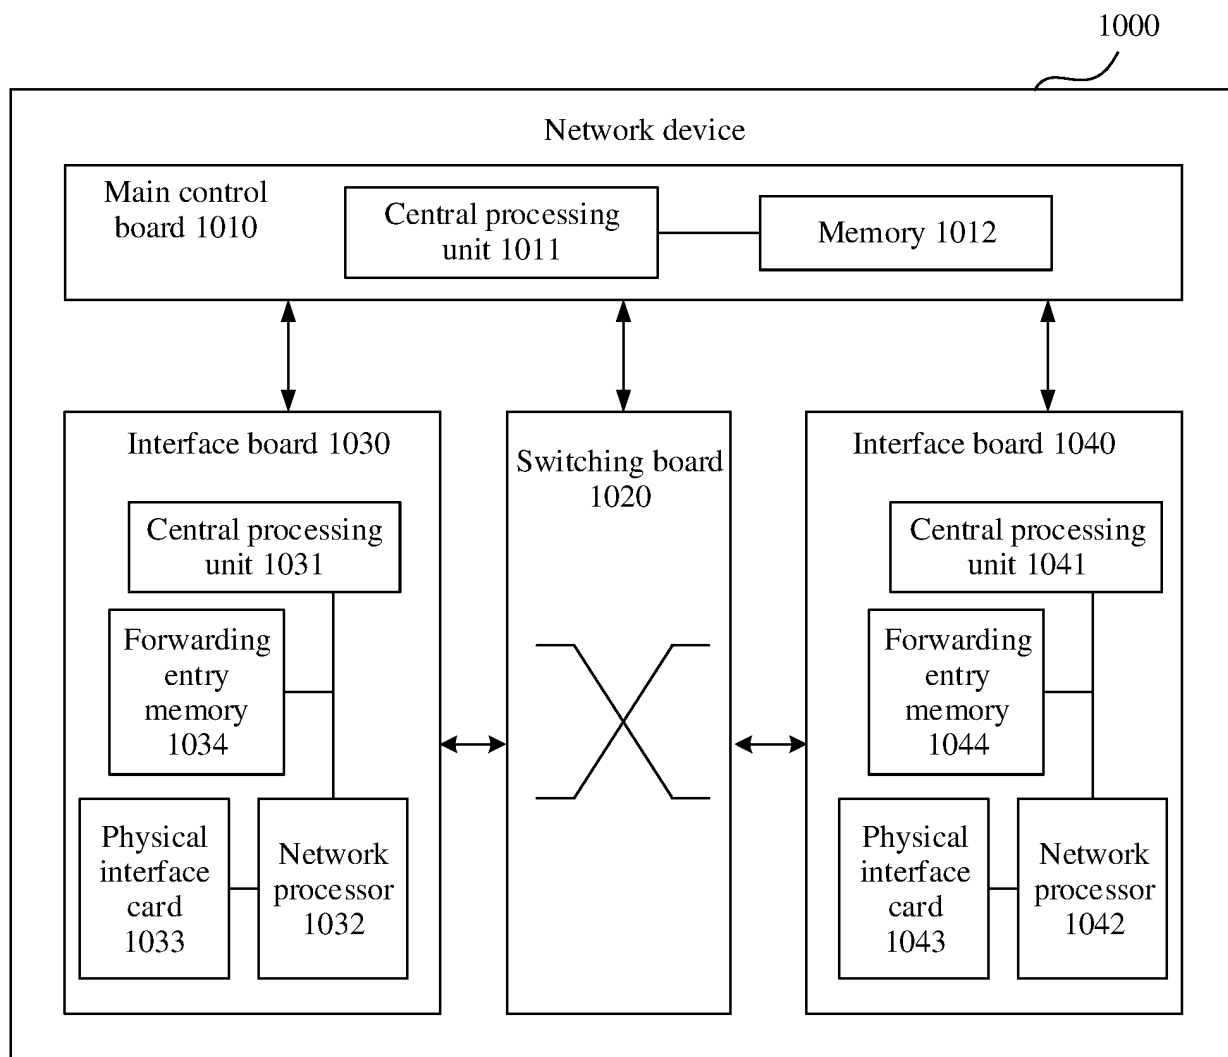 1000
Network device
Main control
board 1010
Central processing
unit 1011
Memory 1012
Interface board 1030
Central processing
unit 1031
Forwarding
entry
memory
1034
Physical
interface
card
1033
Network
processor
1032
Switching board
1020
Interface board 1040
Central processing
unit 1041
Forwarding
entry
memory
1044
Physical
interface
card
1043
Network
processor
1042